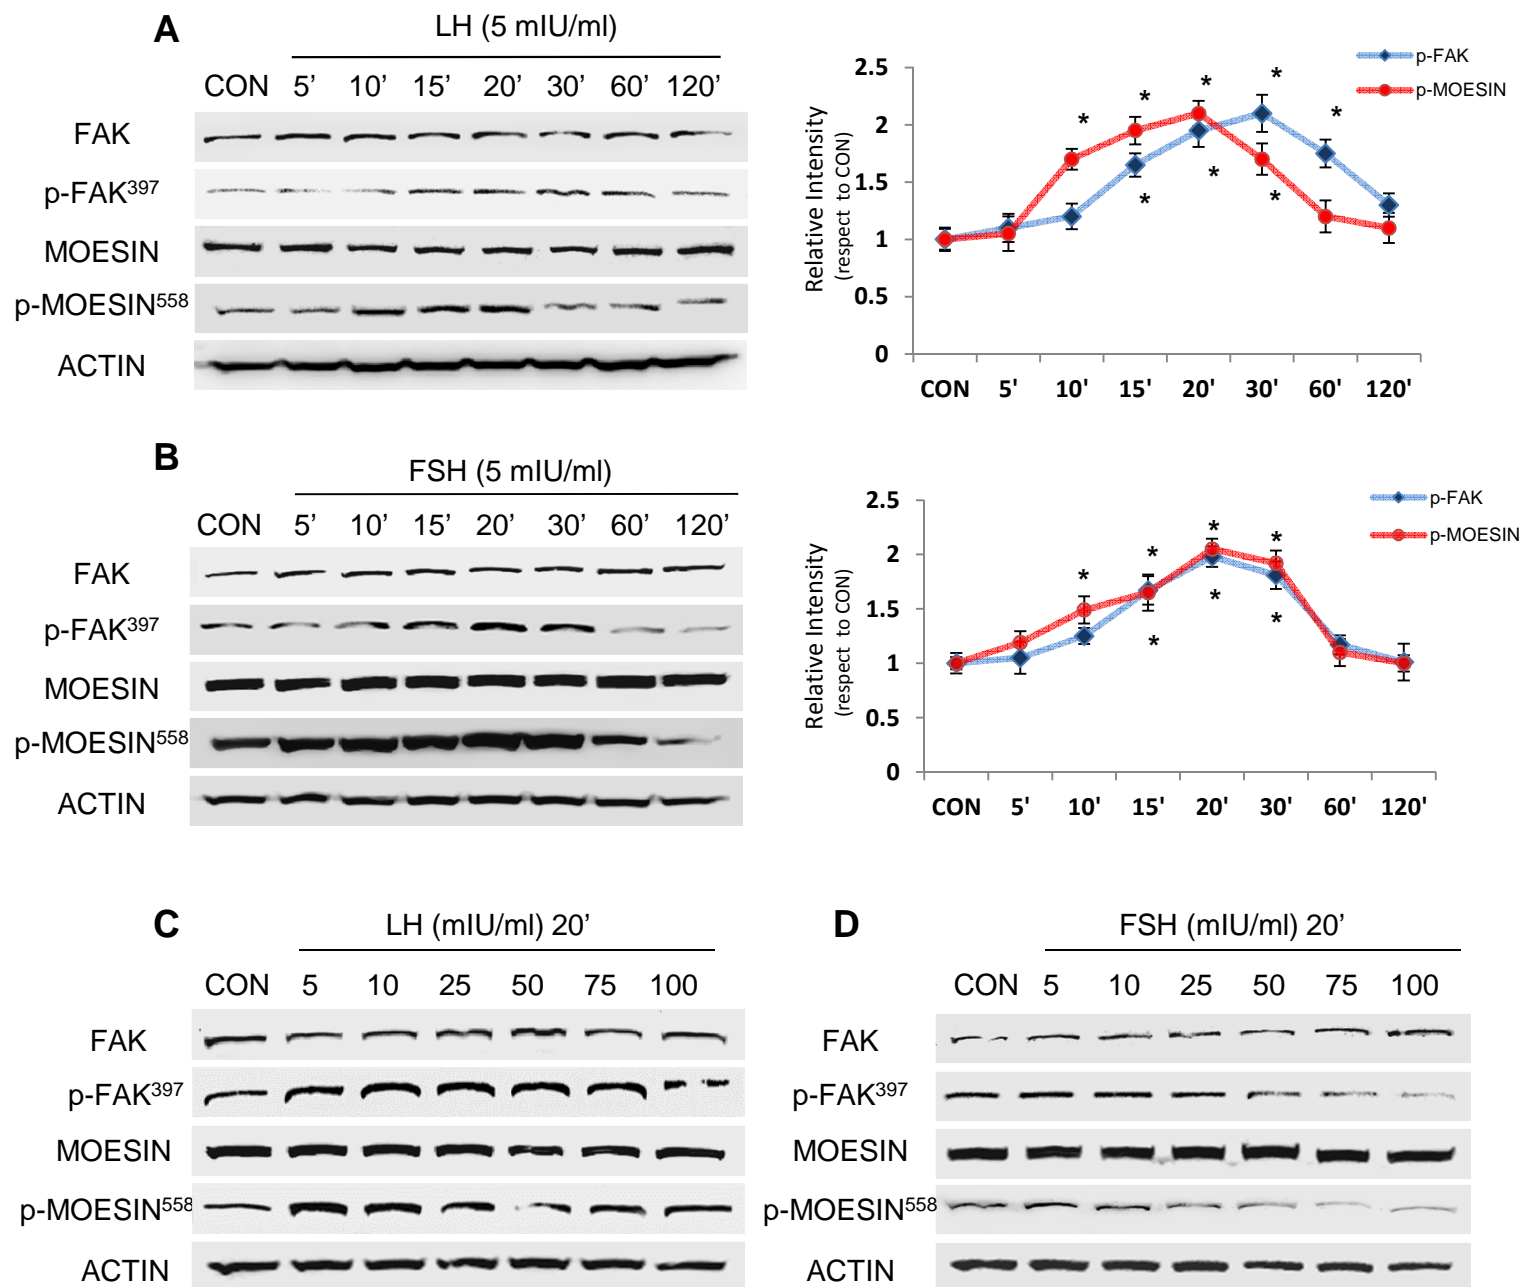 A
LH (5 mIU/ml)
CON 5’ 10’ 15’ 20’ 30’ 60’ 120’
FAK
p-FAK397
MOESIN
p-MOESIN558
ACTIN
p-FAK
p-MOESIN
Relative Intensity
(respect to CON)
2.5
2
1.5
1
0.5
0
* * * * *
* * *
CON 5' 10' 15' 20' 30' 60' 120'
B
FSH (5 mIU/ml)
CON 5’ 10’ 15’ 20’ 30’ 60’ 120’
FAK
p-FAK397
MOESIN
p-MOESIN558
ACTIN
p-FAK
p-MOESIN
Relative Intensity
(respect to CON)
2.5
2
1.5
1
0.5
0
* * * *
* * *
CON 5' 10' 15' 20' 30' 60' 120'
C
LH (mIU/ml) 20’
CON 5 10 25 50 75 100
FAK
p-FAK397
MOESIN
p-MOESIN558
ACTIN
D
FSH (mIU/ml) 20’
CON 5 10 25 50 75 100
FAK
p-FAK397
MOESIN
p-MOESIN558
ACTIN